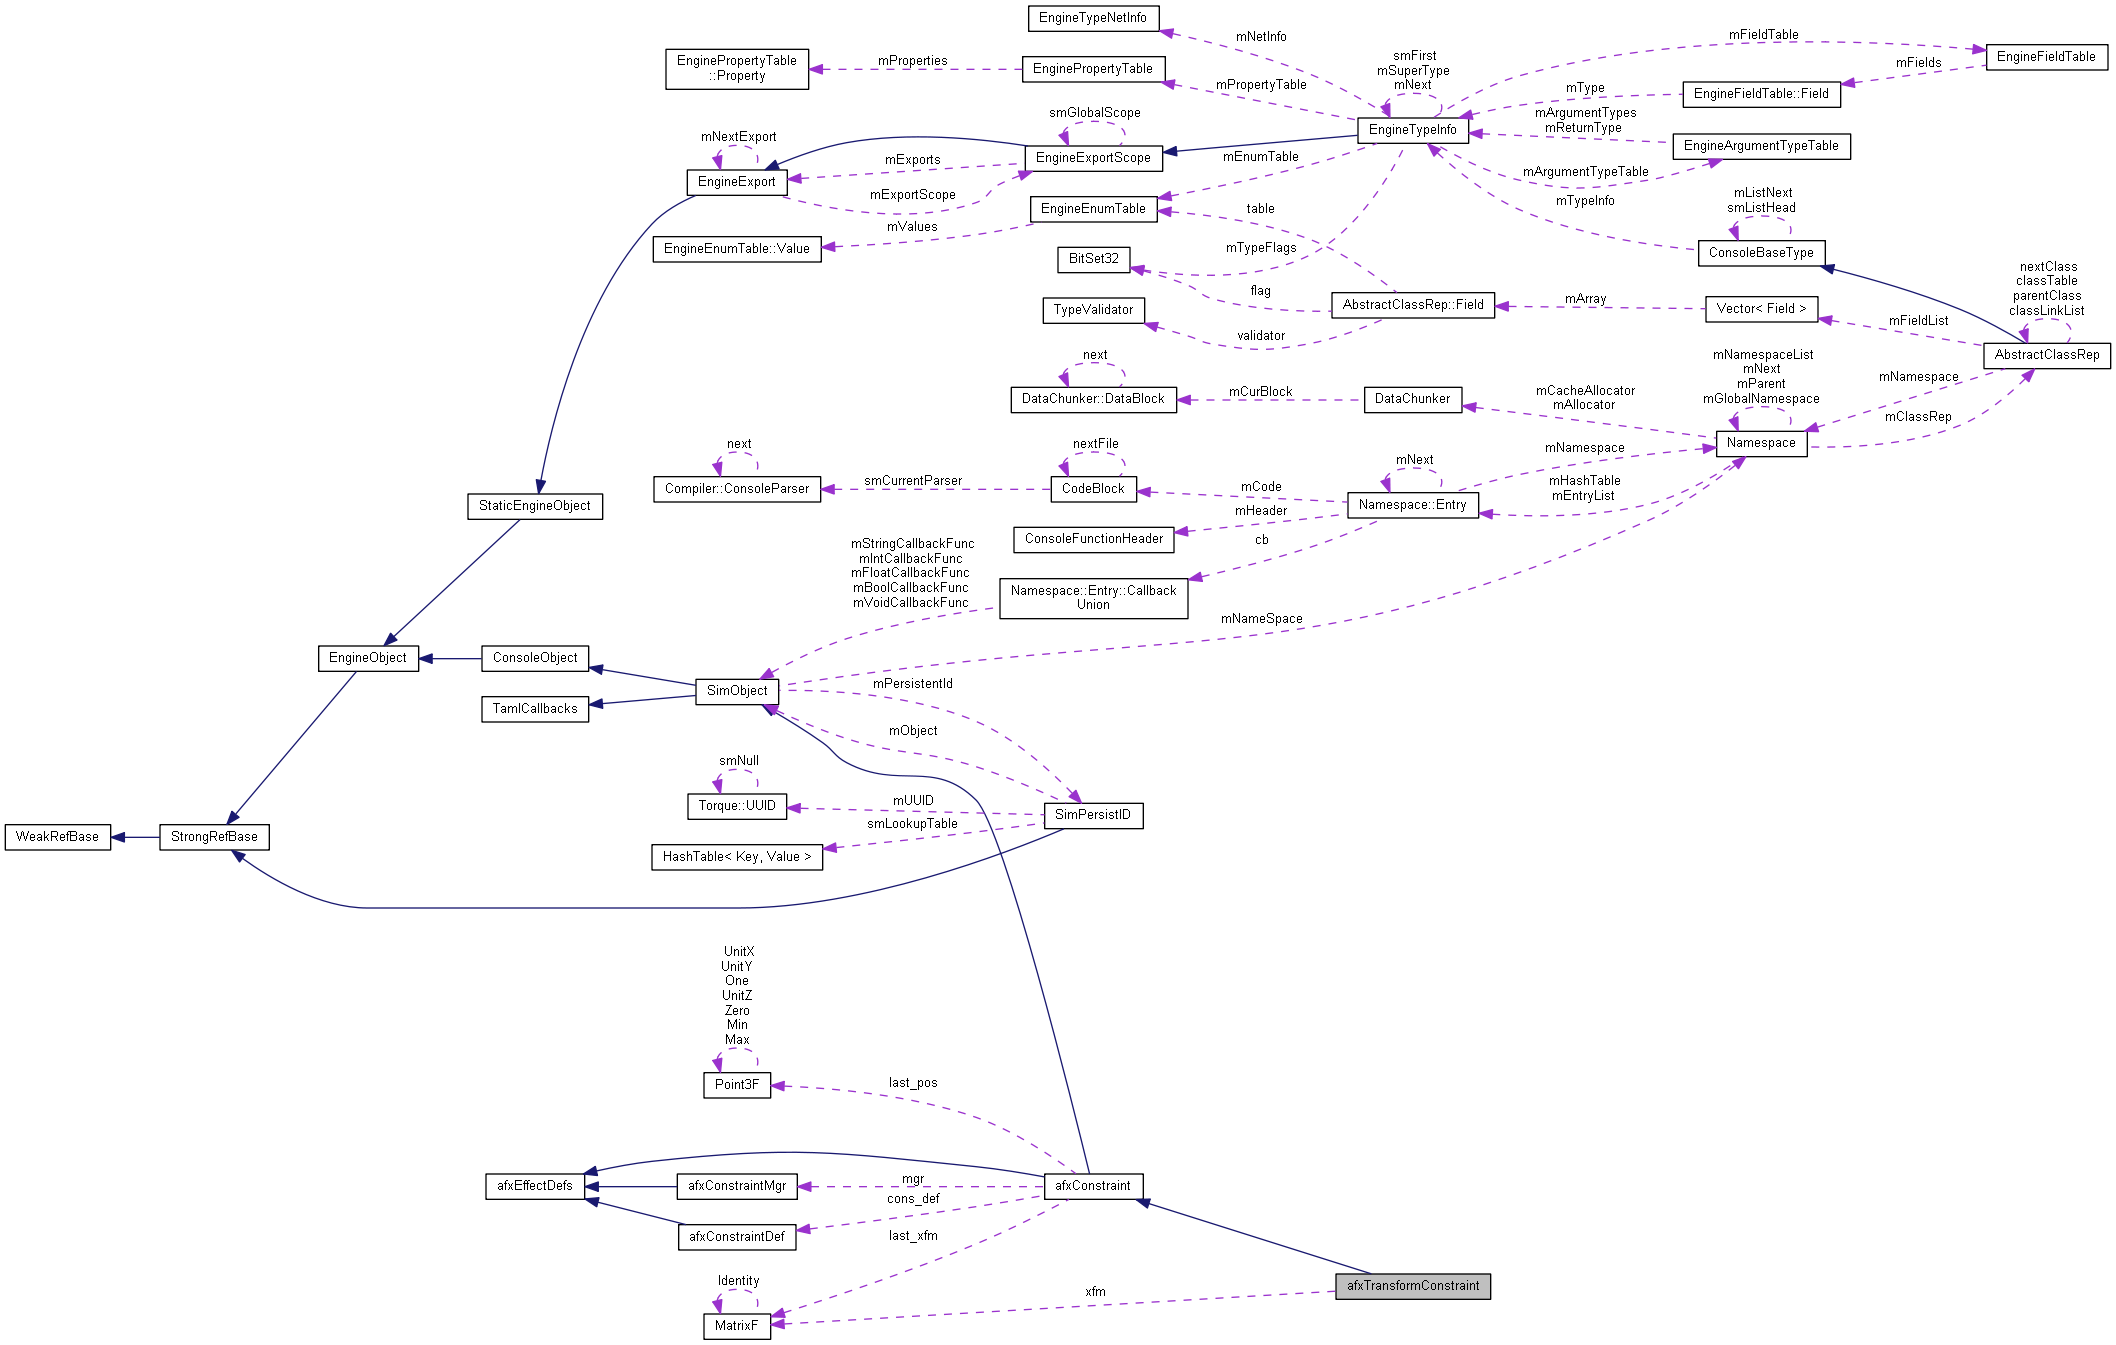 EngineTypeNetInfo
mNetInfo
smFirst
mSuperType
mNext
mFieldTable
EngineFieldTable
EnginePropertyTable
::Property
mProperties
EnginePropertyTable
mPropertyTable
mFields
mType
EngineFieldTable::Field
smGlobalScope
mArgumentTypes
mReturnType
EngineTypeInfo
mNextExport
EngineExportScope
mExports
mEnumTable
EngineArgumentTypeTable
EngineExport
mExportScope
mArgumentTypeTable
mTypeInfo
mListNext
smListHead
EngineEnumTable
table
mValues
EngineEnumTable::Value
mTypeFlags
ConsoleBaseType
BitSet32
flag
nextClass
classTable
parentClass
classLinkList
TypeValidator
AbstractClassRep::Field
mArray
Vector< Field >
mFieldList
validator
AbstractClassRep
next
mNamespaceList
mNext
mParent
mGlobalNamespace
mNamespace
DataChunker::DataBlock
mCurBlock
DataChunker
mCacheAllocator
mAllocator
mClassRep
Namespace
next
nextFile
mNext
mNamespace
Compiler::ConsoleParser
smCurrentParser
CodeBlock
mCode
mHashTable
mEntryList
Namespace::Entry
StaticEngineObject
mHeader
ConsoleFunctionHeader
cb
mStringCallbackFunc
mIntCallbackFunc
mFloatCallbackFunc
mBoolCallbackFunc
mVoidCallbackFunc
Namespace::Entry::Callback
Union
mNameSpace
EngineObject
ConsoleObject
SimObject
mPersistentId
TamlCallbacks
mObject
smNull
Torque::UUID
mUUID
SimPersistID
smLookupTable
WeakRefBase
StrongRefBase
HashTable< Key, Value >
UnitX
UnitY
One
UnitZ
Zero
Min
Max
Point3F
last_pos
afxEffectDefs
afxConstraintMgr
mgr
afxConstraint
cons_def
afxConstraintDef
last_xfm
Identity
xfm
afxTransformConstraint
MatrixF